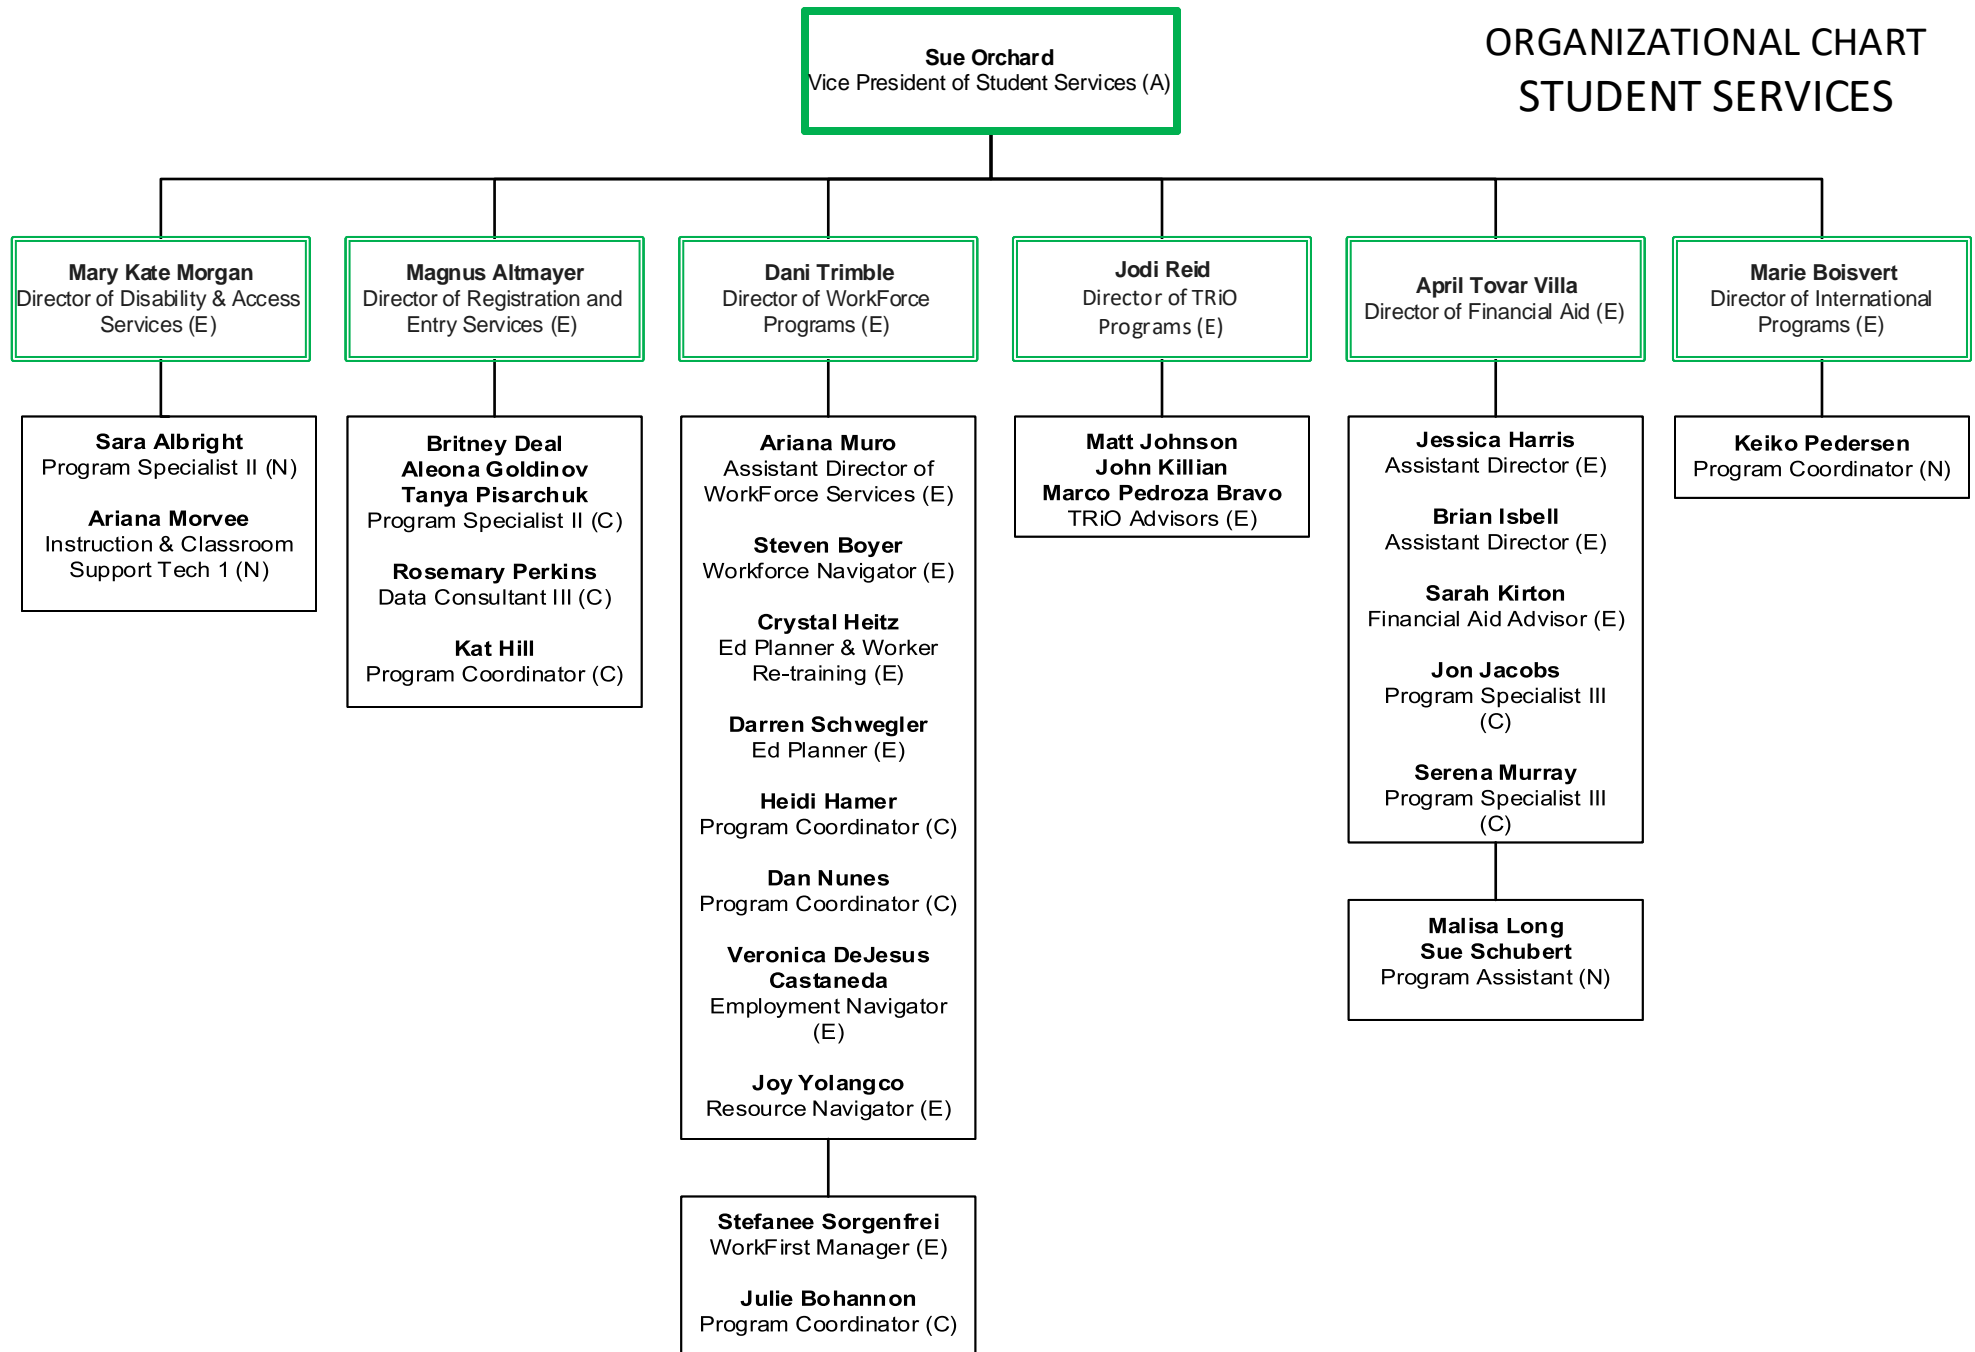 ORGANIZATIONAL CHART
STUDENT SERVICES
Sue Orchard
Vice President of Student Services (A)
Mary Kate Morgan
Director of Disability & Access
Services (E)
Magnus Altmayer
Director of Registration and
Entry Services (E)
Dani Trimble
Director of WorkForce
Programs (E)
Jodi Reid
Director of TRiO
Programs (E)
April Tovar Villa
Director of Financial Aid (E)
Marie Boisvert
Director of International
Programs (E)
Sara Albright
Program Specialist II (N)
Ariana Morvee
Instruction & Classroom
Support Tech 1 (N)
Britney Deal
Aleona Goldinov
Tanya Pisarchuk
Program Specialist II (C)
Rosemary Perkins
Data Consultant III (C)
Kat Hill
Program Coordinator (C)
Ariana Muro
Assistant Director of
WorkForce Services (E)
Steven Boyer
Workforce Navigator (E)
Crystal Heitz
Ed Planner & Worker
Re-training (E)
Darren Schwegler
Ed Planner (E)
Heidi Hamer
Program Coordinator (C)
Dan Nunes
Program Coordinator (C)
Veronica DeJesus
Castaneda
Employment Navigator
(E)
Joy Yolangco
Resource Navigator (E)
Stefanee Sorgenfrei
WorkFirst Manager (E)
Julie Bohannon
Program Coordinator (C)
Matt Johnson
John Killian
Marco Pedroza Bravo
TRiO Advisors (E)
Jessica Harris
Assistant Director (E)
Brian Isbell
Assistant Director (E)
Sarah Kirton
Financial Aid Advisor (E)
Jon Jacobs
Program Specialist III
(C)
Serena Murray
Program Specialist III
(C)
Malisa Long
Sue Schubert
Program Assistant (N)
Keiko Pedersen
Program Coordinator (N)